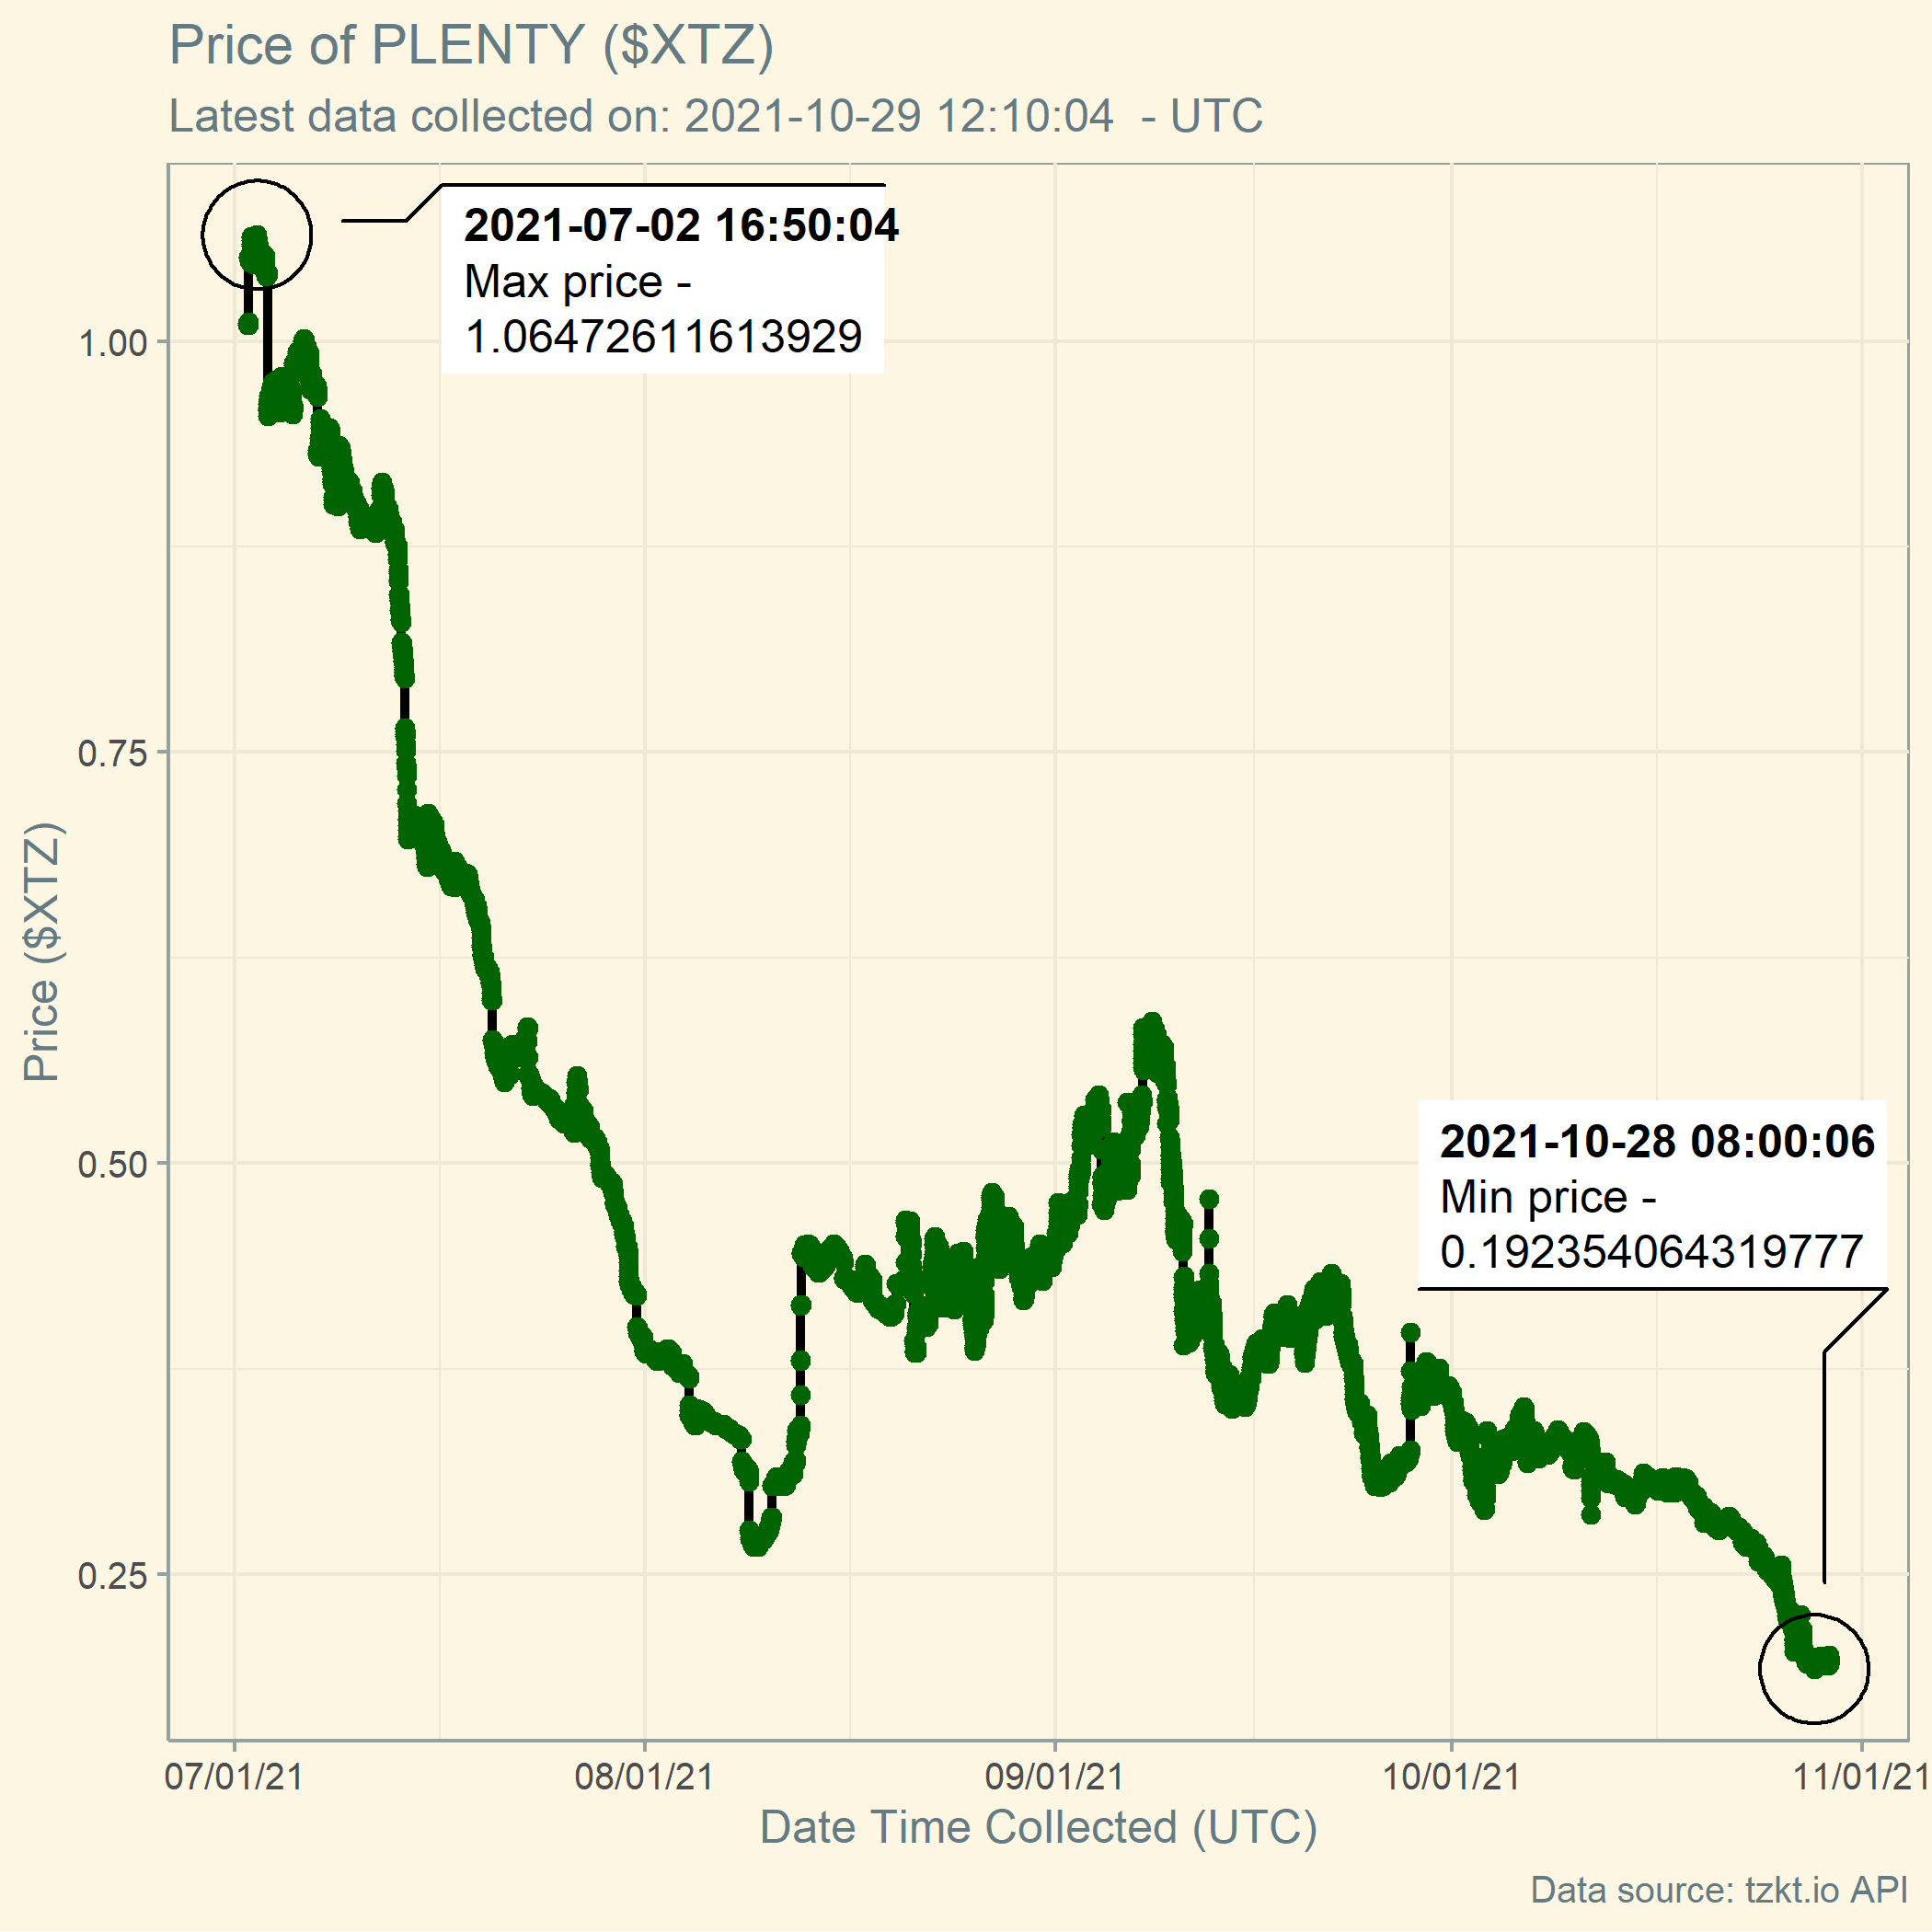 Price of PLENTY ($XTZ)
Latest data collected on: 2021-10-29 12:10:04  - UTC
2021-07-02 16:50:04
Max price -
1.06472611613929
1.00
0.75
0.50
0.25
Price ($XTZ)
2021-10-28 08:00:06
Min price -
0.192354064319777
07/01/21
08/01/21
09/01/21
10/01/21
11/01/21
Date Time Collected (UTC)
Data source: tzkt.io API